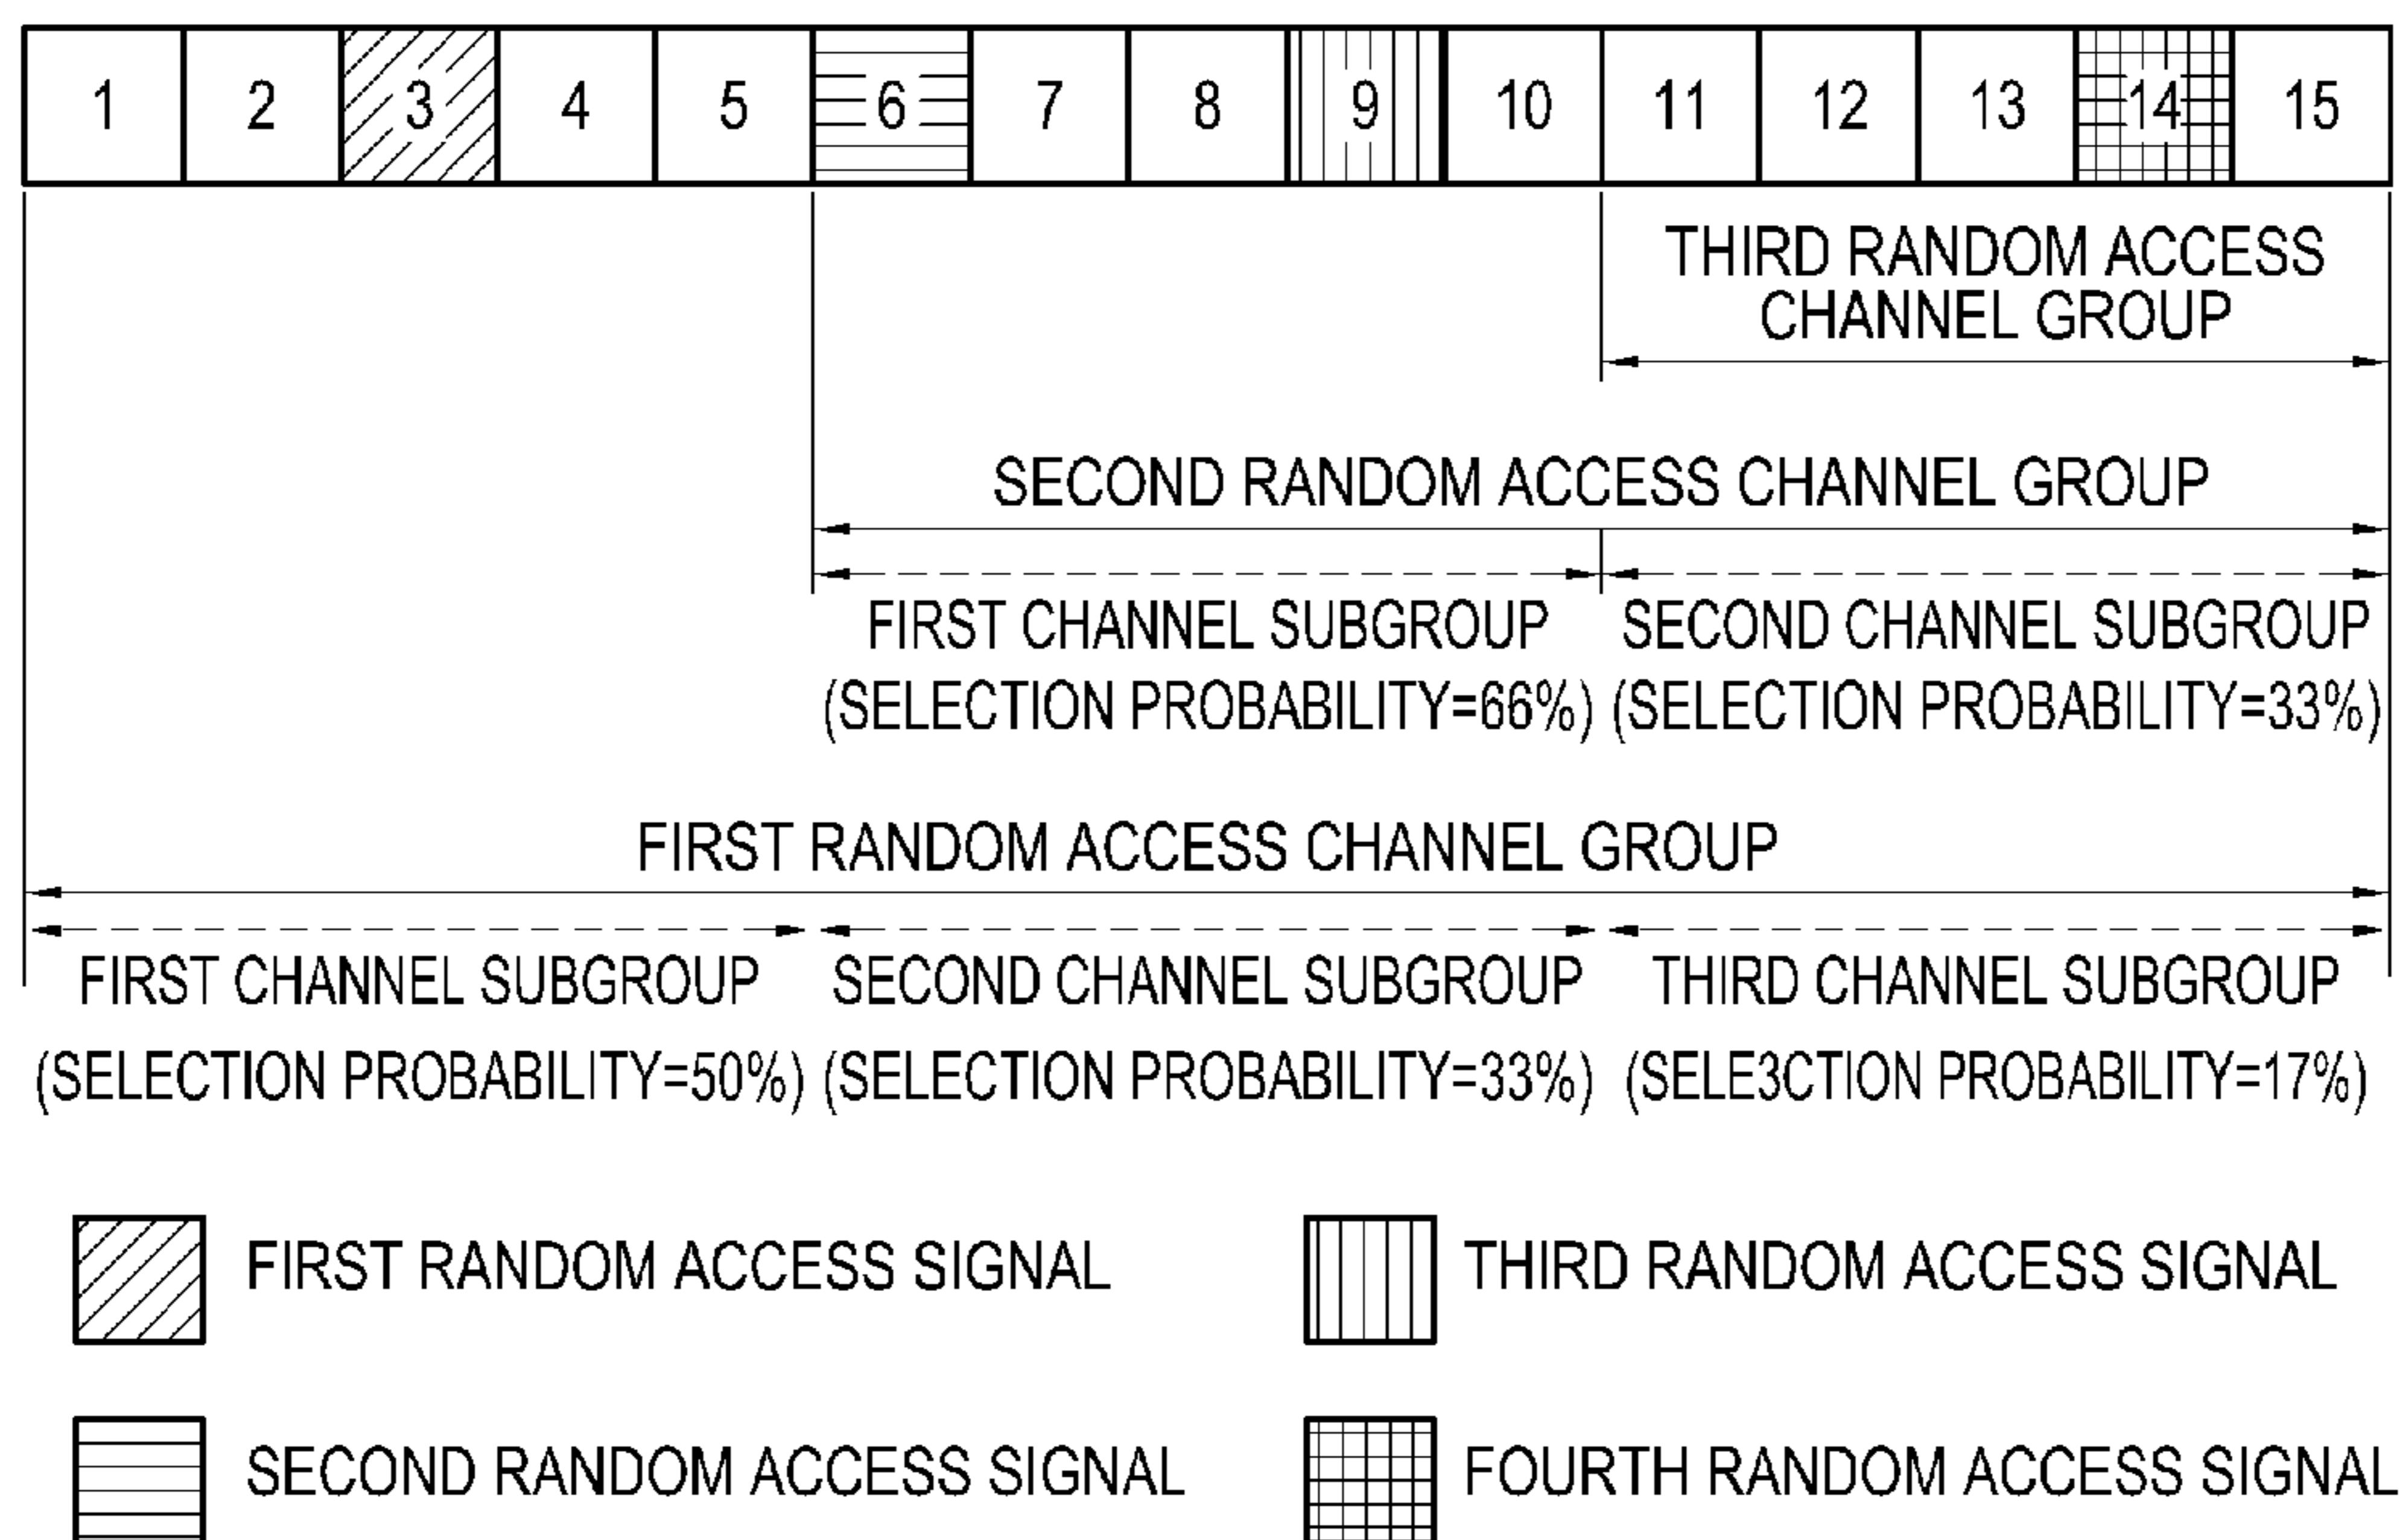 1 2 3 4 5 6 7 8 9 10 11 12 13 14 15
THIRD RANDOM ACCESS
CHANNEL GROUP
SECOND RANDOM ACCESS CHANNEL GROUP
FIRST CHANNEL SUBGROUP SECOND CHANNEL SUBGROUP
(SELECTION PROBABILITY=66%) (SELECTION PROBABILITY=33%)
FIRST RANDOM ACCESS CHANNEL GROUP
FIRST CHANNEL SUBGROUP SECOND CHANNEL SUBGROUP THIRD CHANNEL SUBGROUP
(SELECTION PROBABILITY=50%) (SELECTION PROBABILITY=33%) (SELE3CTION PROBABILITY=17%)
FIRST RANDOM ACCESS SIGNAL THIRD RANDOM ACCESS SIGNAL
SECOND RANDOM ACCESS SIGNAL FOURTH RANDOM ACCESS SIGNAL